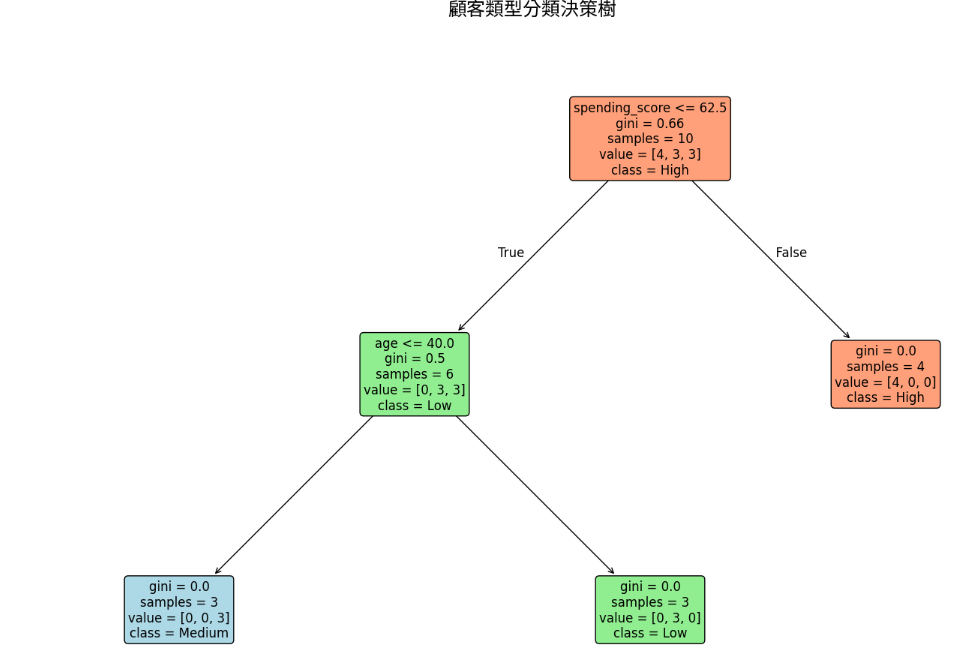 顧客類型分類決策樹
spending_score <= 62.5
gini = 0.66
samples = 10
value = [4, 3, 3]
class = High
True
False
age <= 40.0
gini = 0.5
samples = 6
value = [0, 3, 3]
class = Low
gini = 0.0
samples = 4
value = [4, 0, 0]
class = High
gini = 0.0
samples = 3
value = [0, 0, 3]
class = Medium
gini = 0.0
samples = 3
value = [0, 3, 0]
class = Low